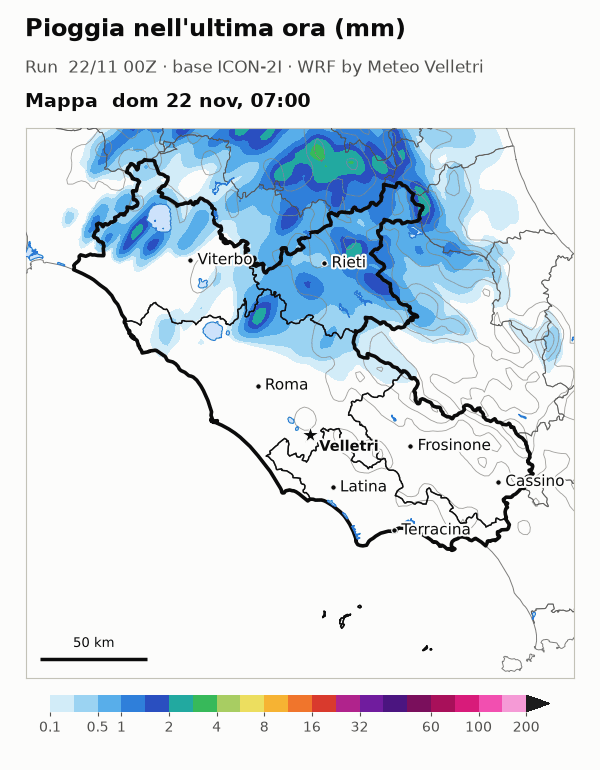 Pioggia nell'ultima ora (mm)
Run  22/11 00Z · base ICON-2I · WRF by Meteo Velletri
Mappa  dom 22 nov, 07:00
Viterbo
Rieti
Roma
Velletri
Frosinone
Latina
Cassino
Terracina
50 km
0.1 0.5 1 2 4 8 16 32 60 100 200